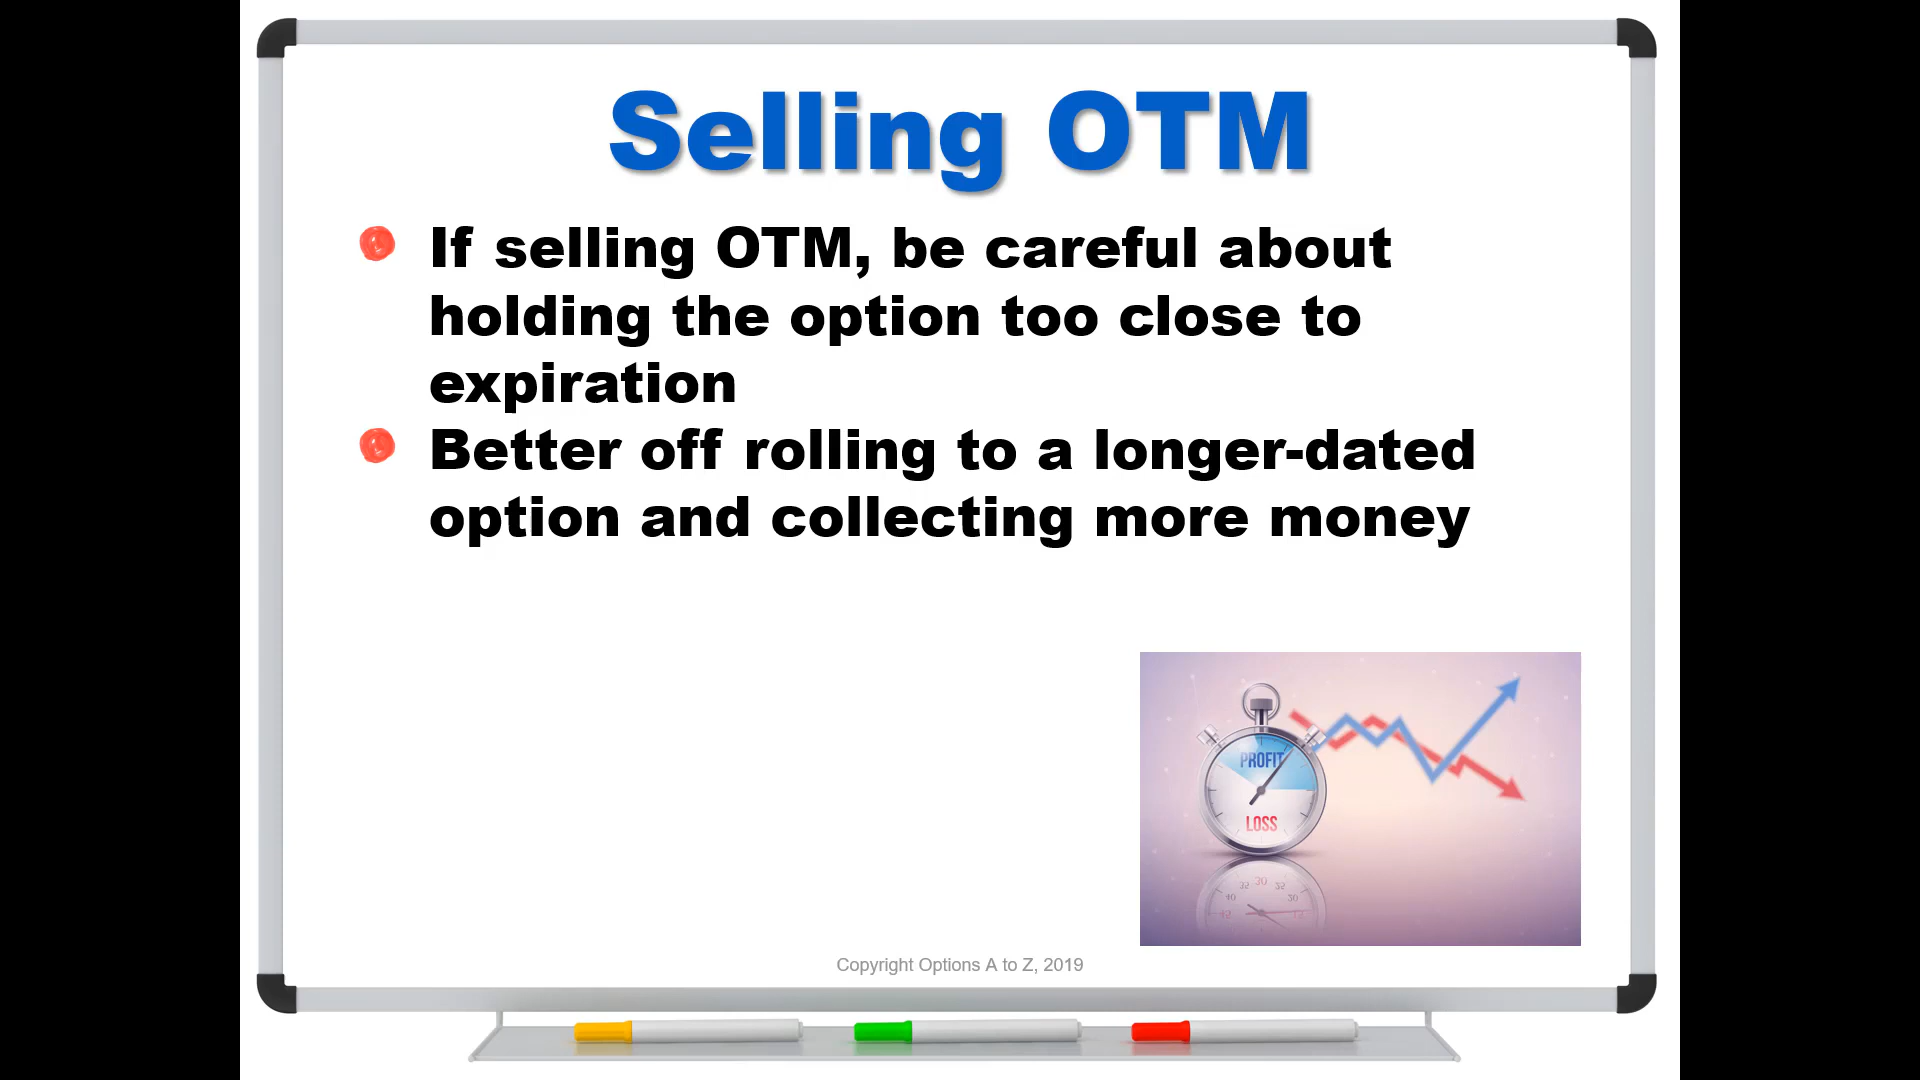 Selling OTM
If selling OTM, be careful about
holding the option too close to
expiration
Better off rolling to a longer-dated
option and collecting more money
PROFIT
LOSS
Copyright Options A to Z, 2019